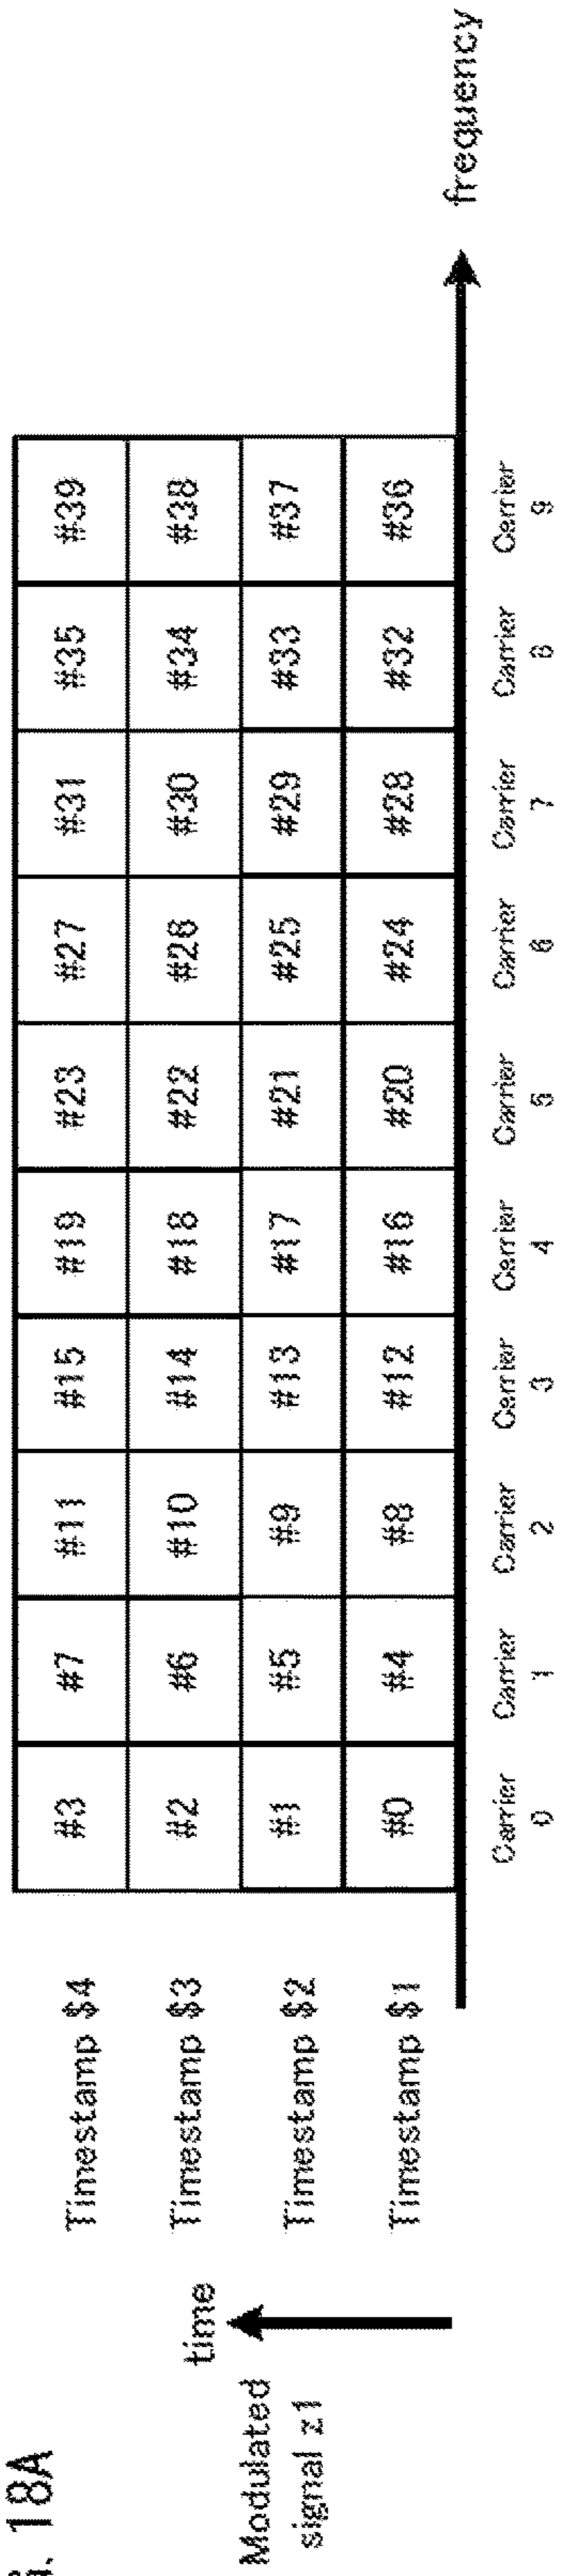 18A
Modulated
signal z1
time
Timestamp $4
#3 #7 #11 #15 #19 #23 #27 #31 #35 #39
Timestamp $3
#2 #6 #10 #14 #18 #22 #26 #30 #34 #38
Timestamp $2
#1 #5 #9 #13 #17 #21 #25 #29 #33 #37
Timestamp $1
#0 #4 #8 #12 #16 #20 #24 #28 #32 #36
Carrier Carrier Carrier Carrier Carrier Carrier Carrier Carrier Carrier Carrier
0 1 2 3 4 5 6 7 8 9
frequency